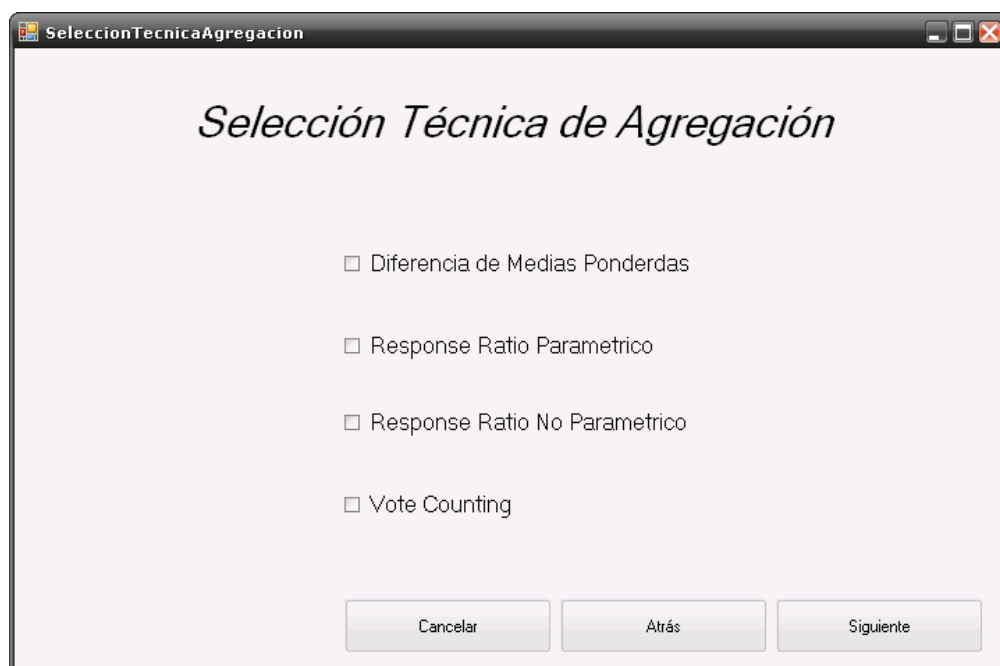 SeleccionTecnicaAgregacion
Selección Técnica de Agregación
Diferencia de Medias Ponderdas
Response Ratio Parametrico
Response Ratio No Parametrico
Vote Counting
Cancelar
Atrás
Siguiente